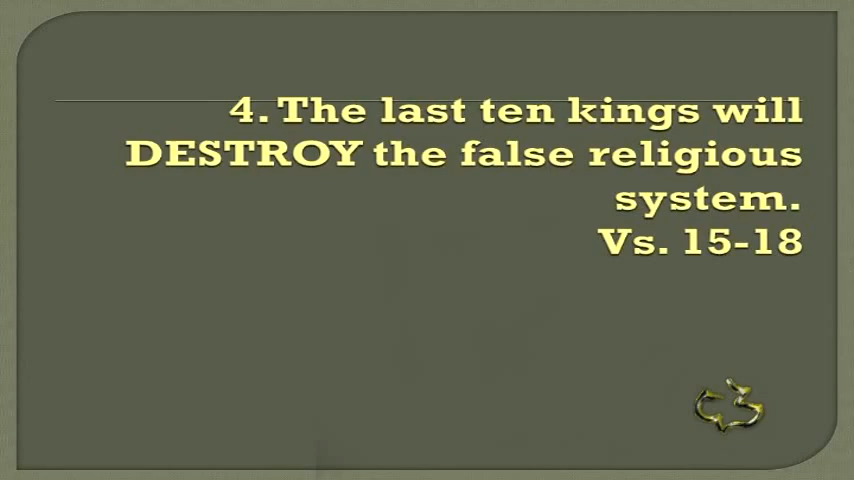 4. The last ten kings will
DESTROY the false religious
system.
Vs. 15-18